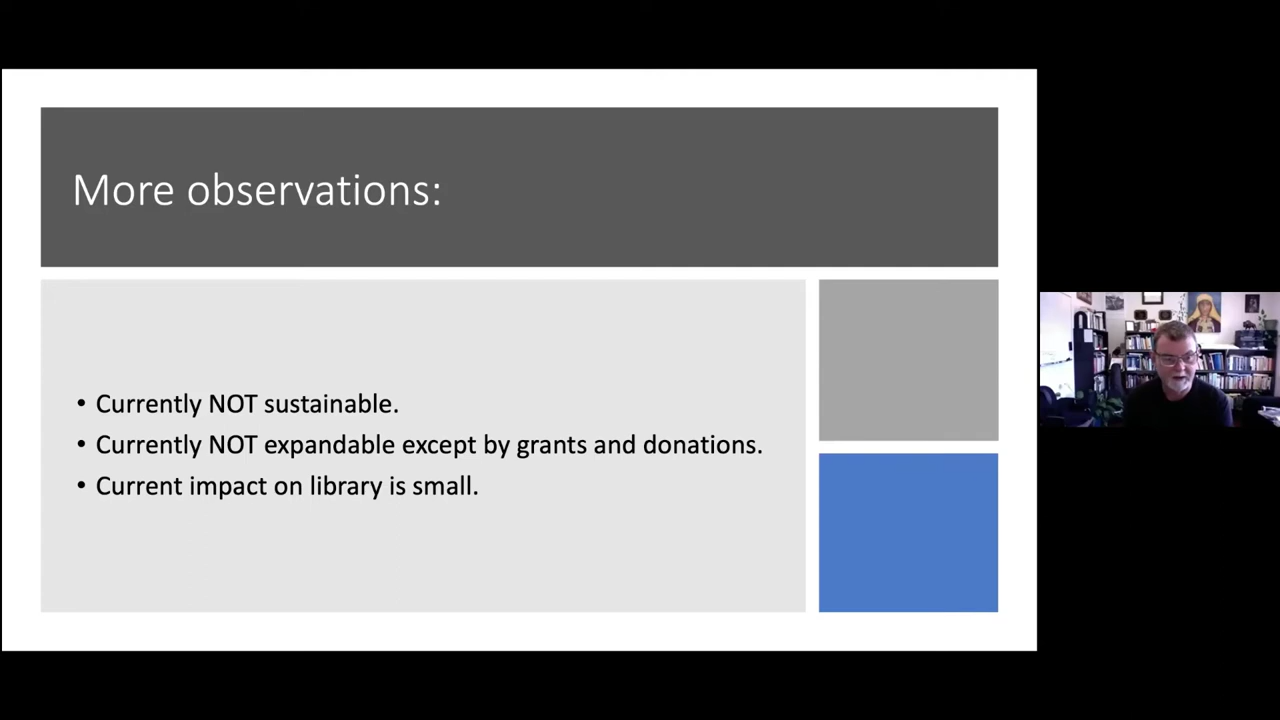 More observations:
• Currently NOT sustainable.
• Currently NOT expandable except by grants and donations.
• Current impact on library is small.